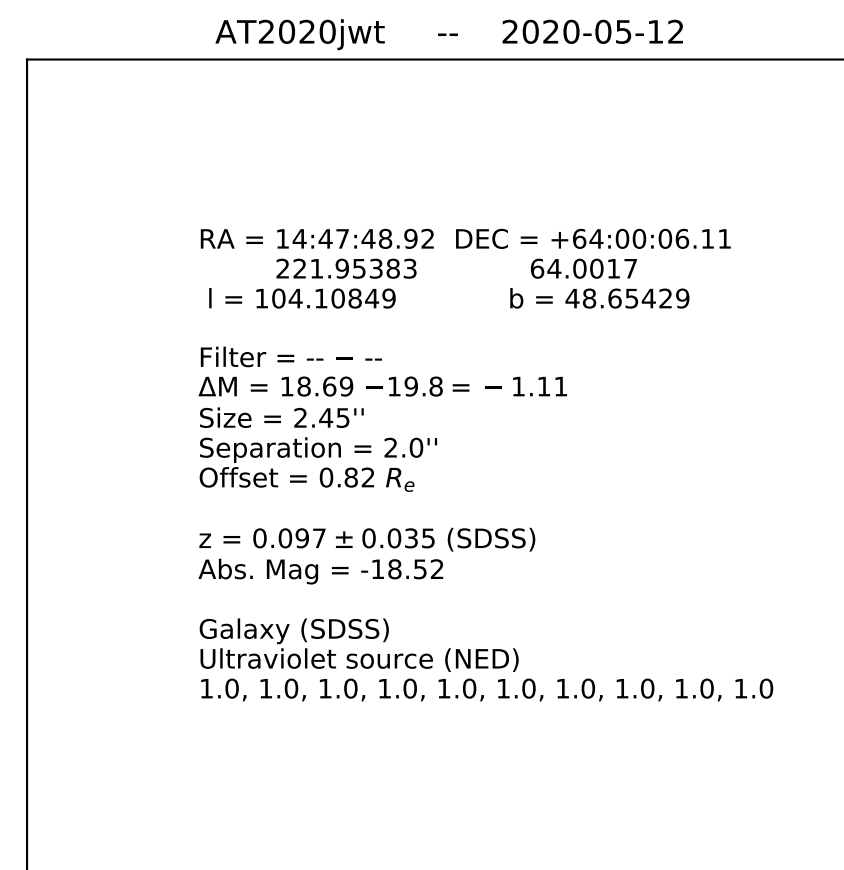 AT2020jwt -- 2020-05-12
RA = 14:47:48.92 DEC = +64:00:06.11
221.95383 64.0017
l = 104.10849 b = 48.65429
Filter = -- − --
ΔM = 18.69 −19.8 = − 1.11
Size = 2.45''
Separation = 2.0''
Offset = 0.82 Rₑ
z = 0.097 ± 0.035 (SDSS)
Abs. Mag = -18.52
Galaxy (SDSS)
Ultraviolet source (NED)
1.0, 1.0, 1.0, 1.0, 1.0, 1.0, 1.0, 1.0, 1.0, 1.0